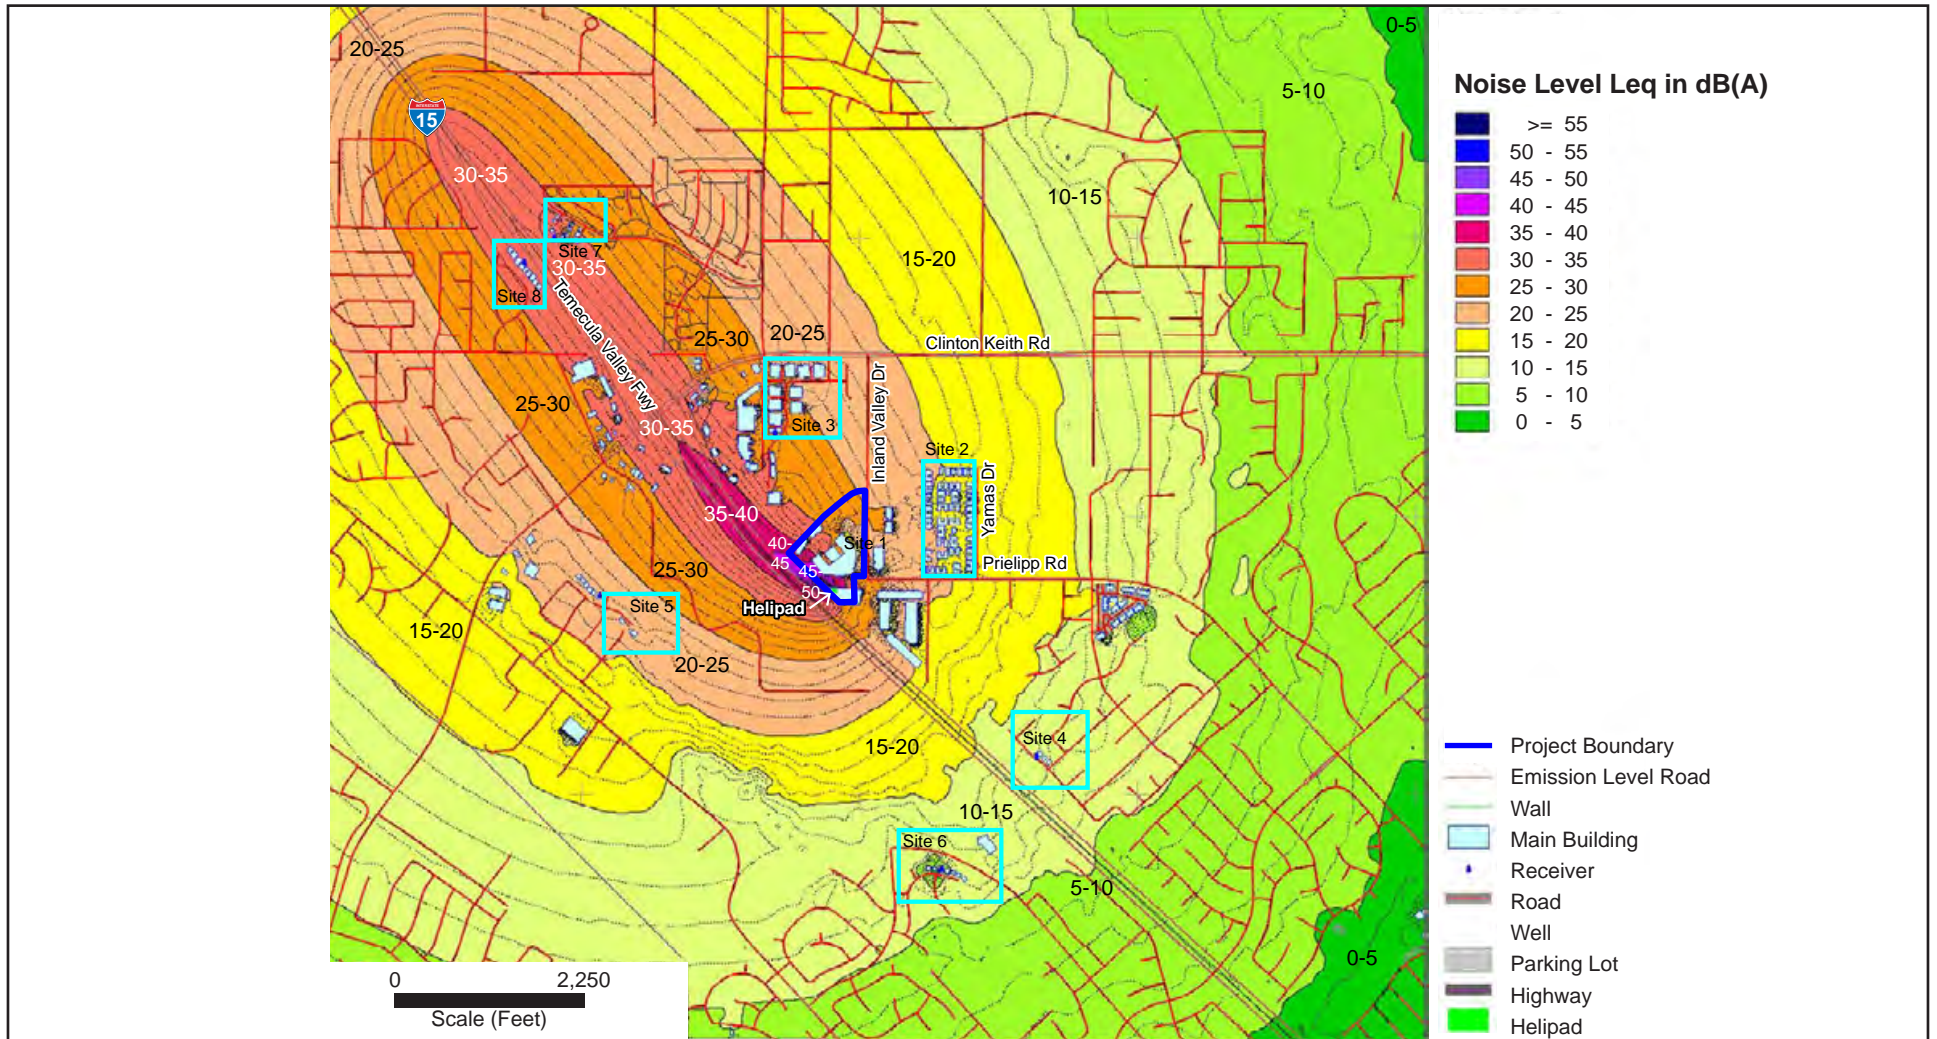 20-25
0-5
5-10
15
30-35
10-15
Site 7
30-35
15-20
Site 8
Temecula Valley Fwy
25-30
20-25
Clinton Keith Rd
Inland Valley Dr
25-30
Site 3
30-35
Site 2
Yamas Dr
35-40
40-
45
Site 1
45-
50
Prielipp Rd
25-30
Helipad
Site 5
15-20
20-25
Site 4
15-20
10-15
Site 6
5-10
0-5
0 2,250
Scale (Feet)
Noise Level Leq in dB(A)
>= 55
50 - 55
45 - 50
40 - 45
35 - 40
30 - 35
25 - 30
20 - 25
15 - 20
10 - 15
5 - 10
0 - 5
Project Boundary
Emission Level Road
Wall
Main Building
Receiver
Road
Well
Parking Lot
Highway
Helipad